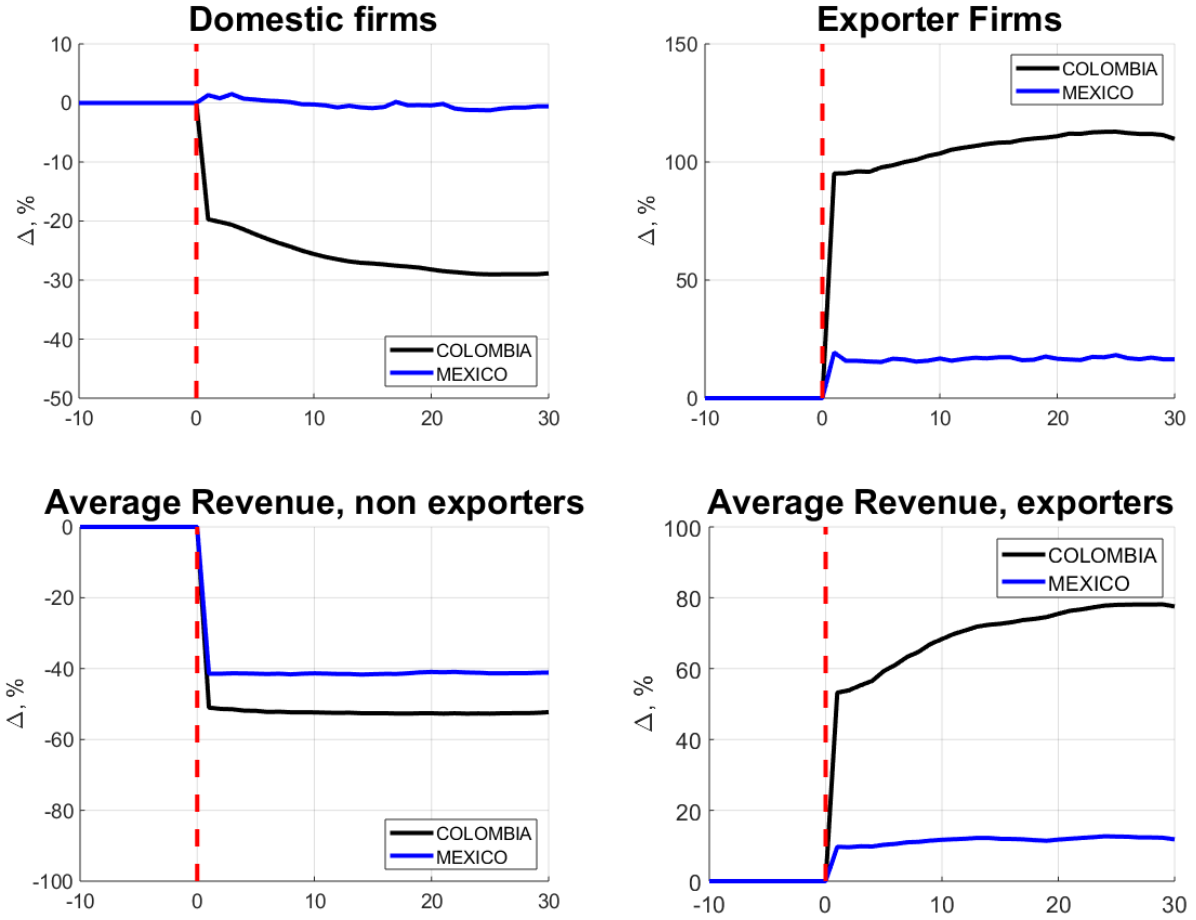 Domestic firms
10
0
-10
-20
-30
-40
-50
Δ, %
COLOMBIA
MEXICO
-10 0 10 20 30
Exporter Firms
150
100
50
0
Δ, %
COLOMBIA
MEXICO
-10 0 10 20 30
Average Revenue, non exporters
0
-20
-40
-60
-80
-100
Δ, %
COLOMBIA
MEXICO
-10 0 10 20 30
Average Revenue, exporters
100
80
60
40
20
0
Δ, %
COLOMBIA
MEXICO
-10 0 10 20 30